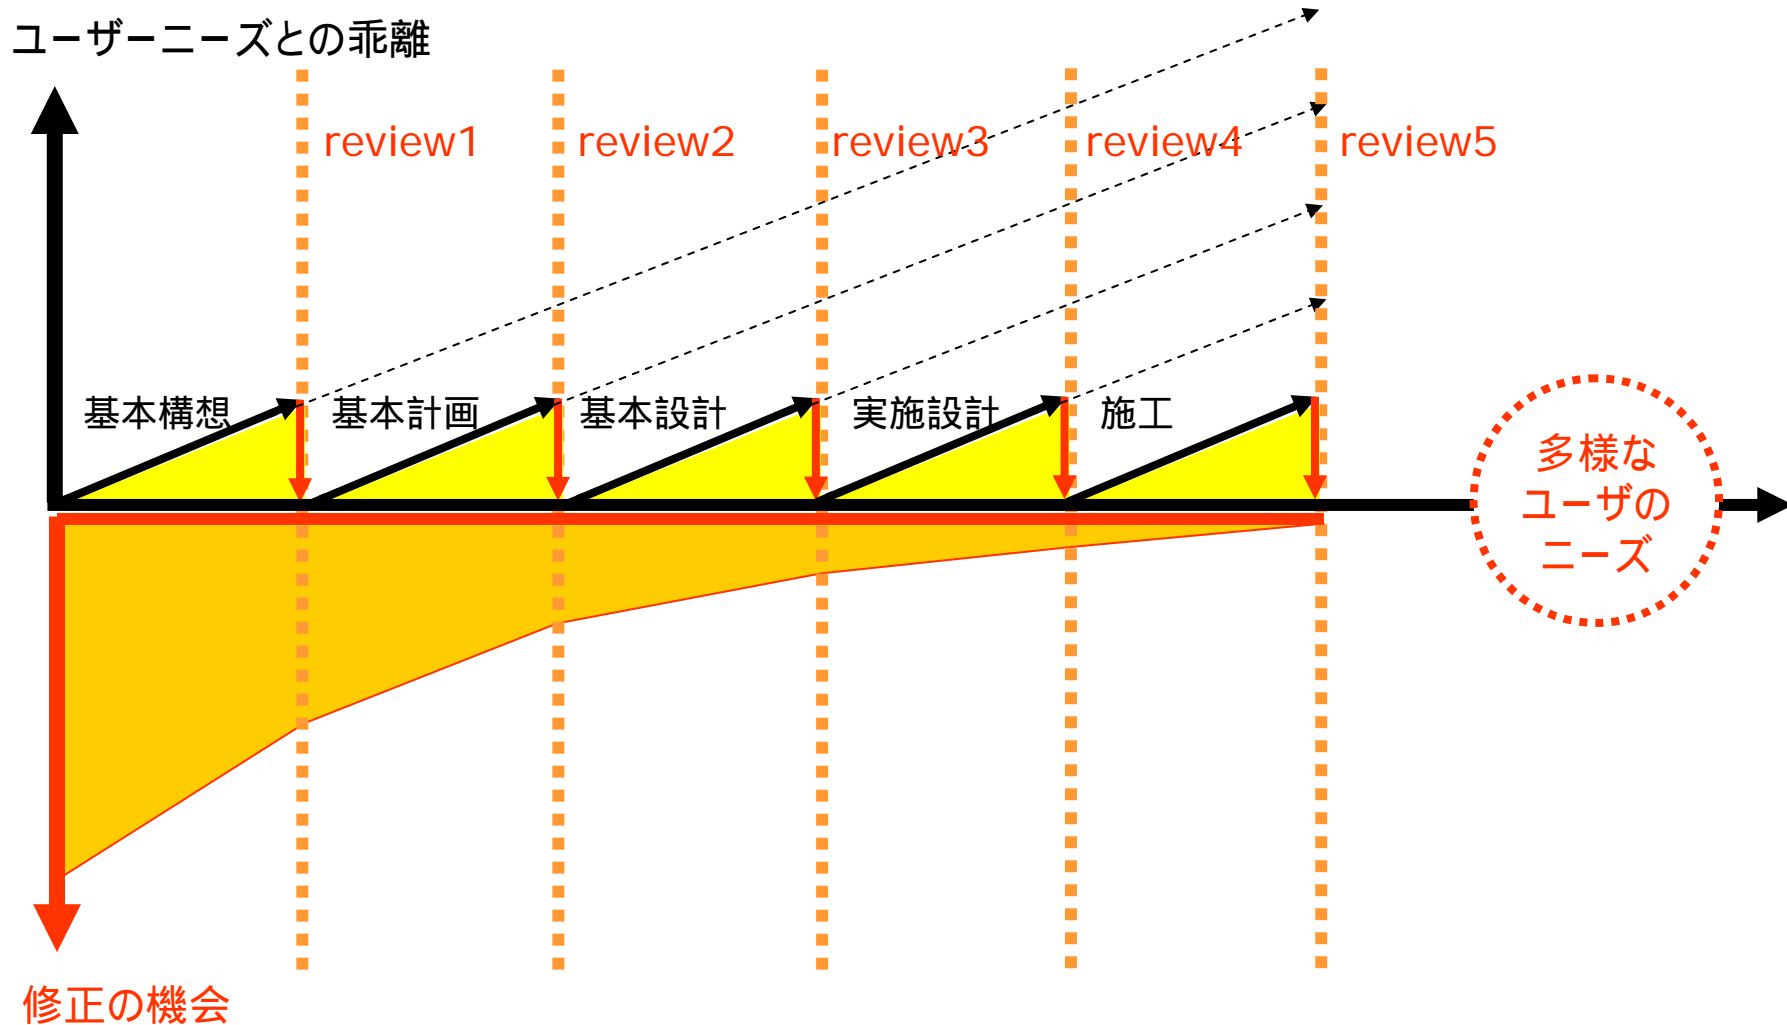 ユーザーニーズとの乖離
review1
review2
review3
review4
review5
基本構想
基本計画
基本設計
実施設計
施工
多様な
ユーザの
ニーズ
修正の機会